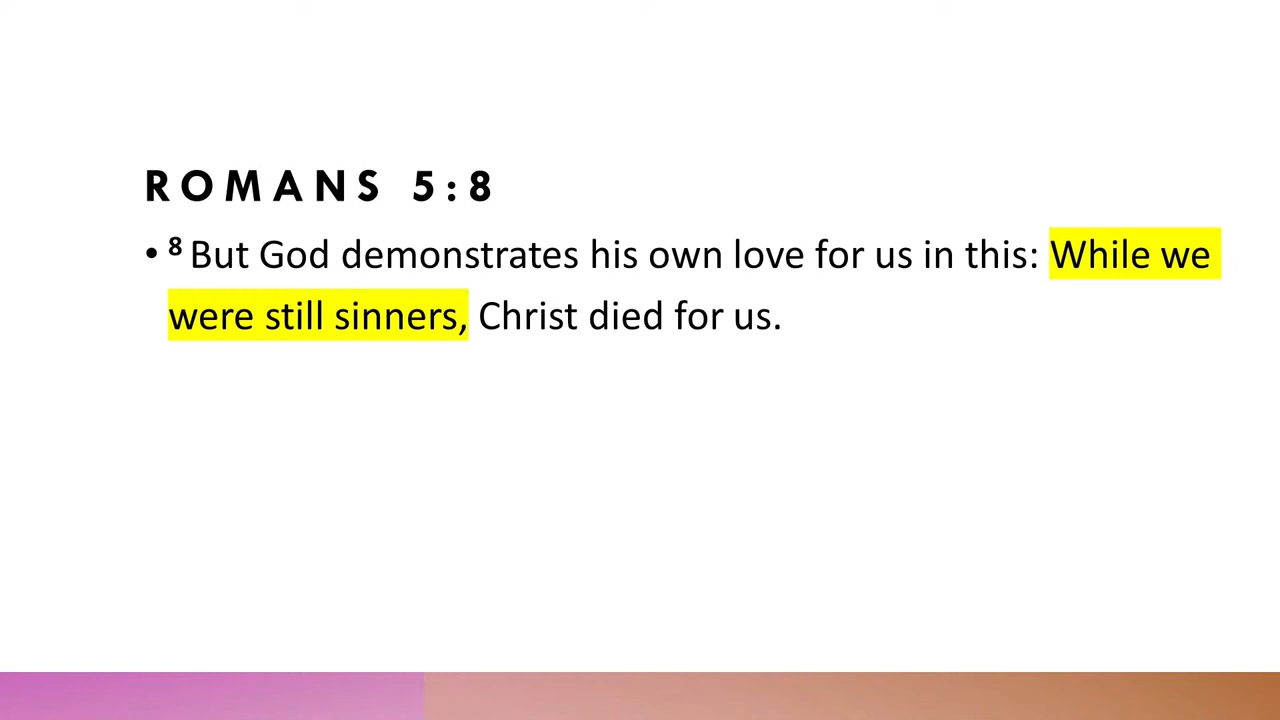 ROMANS 5:8
• ⁸ But God demonstrates his own love for us in this: While we
were still sinners, Christ died for us.